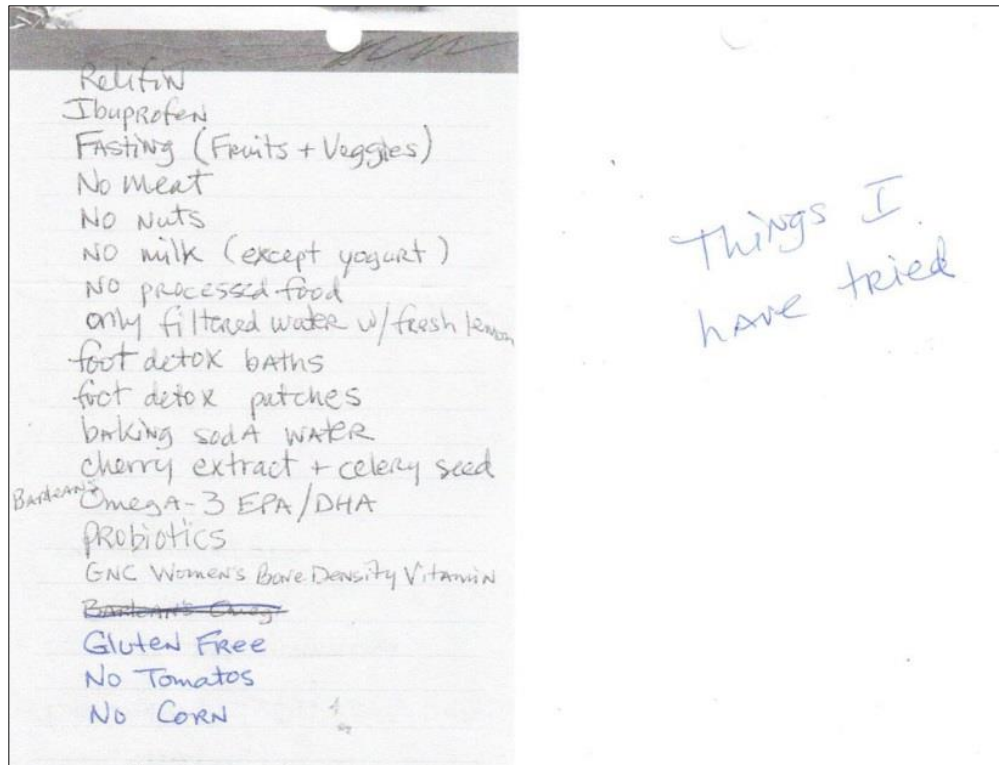 Relifin
Ibuprofen
Fasting (Fruits + Veggies)
No meat
No Nuts
No milk (except yogurt)
No processed food
only filtered water w/fresh lemon
foot detox baths
foot detox patches
baking soda water
cherry extract + celery seed
Barlean's Omega-3 EPA/DHA
Probiotics
GNC Women's Bone Density Vitamin
Barlean's Omeg
Gluten Free
No Tomatos
No Corn
Things I
have tried